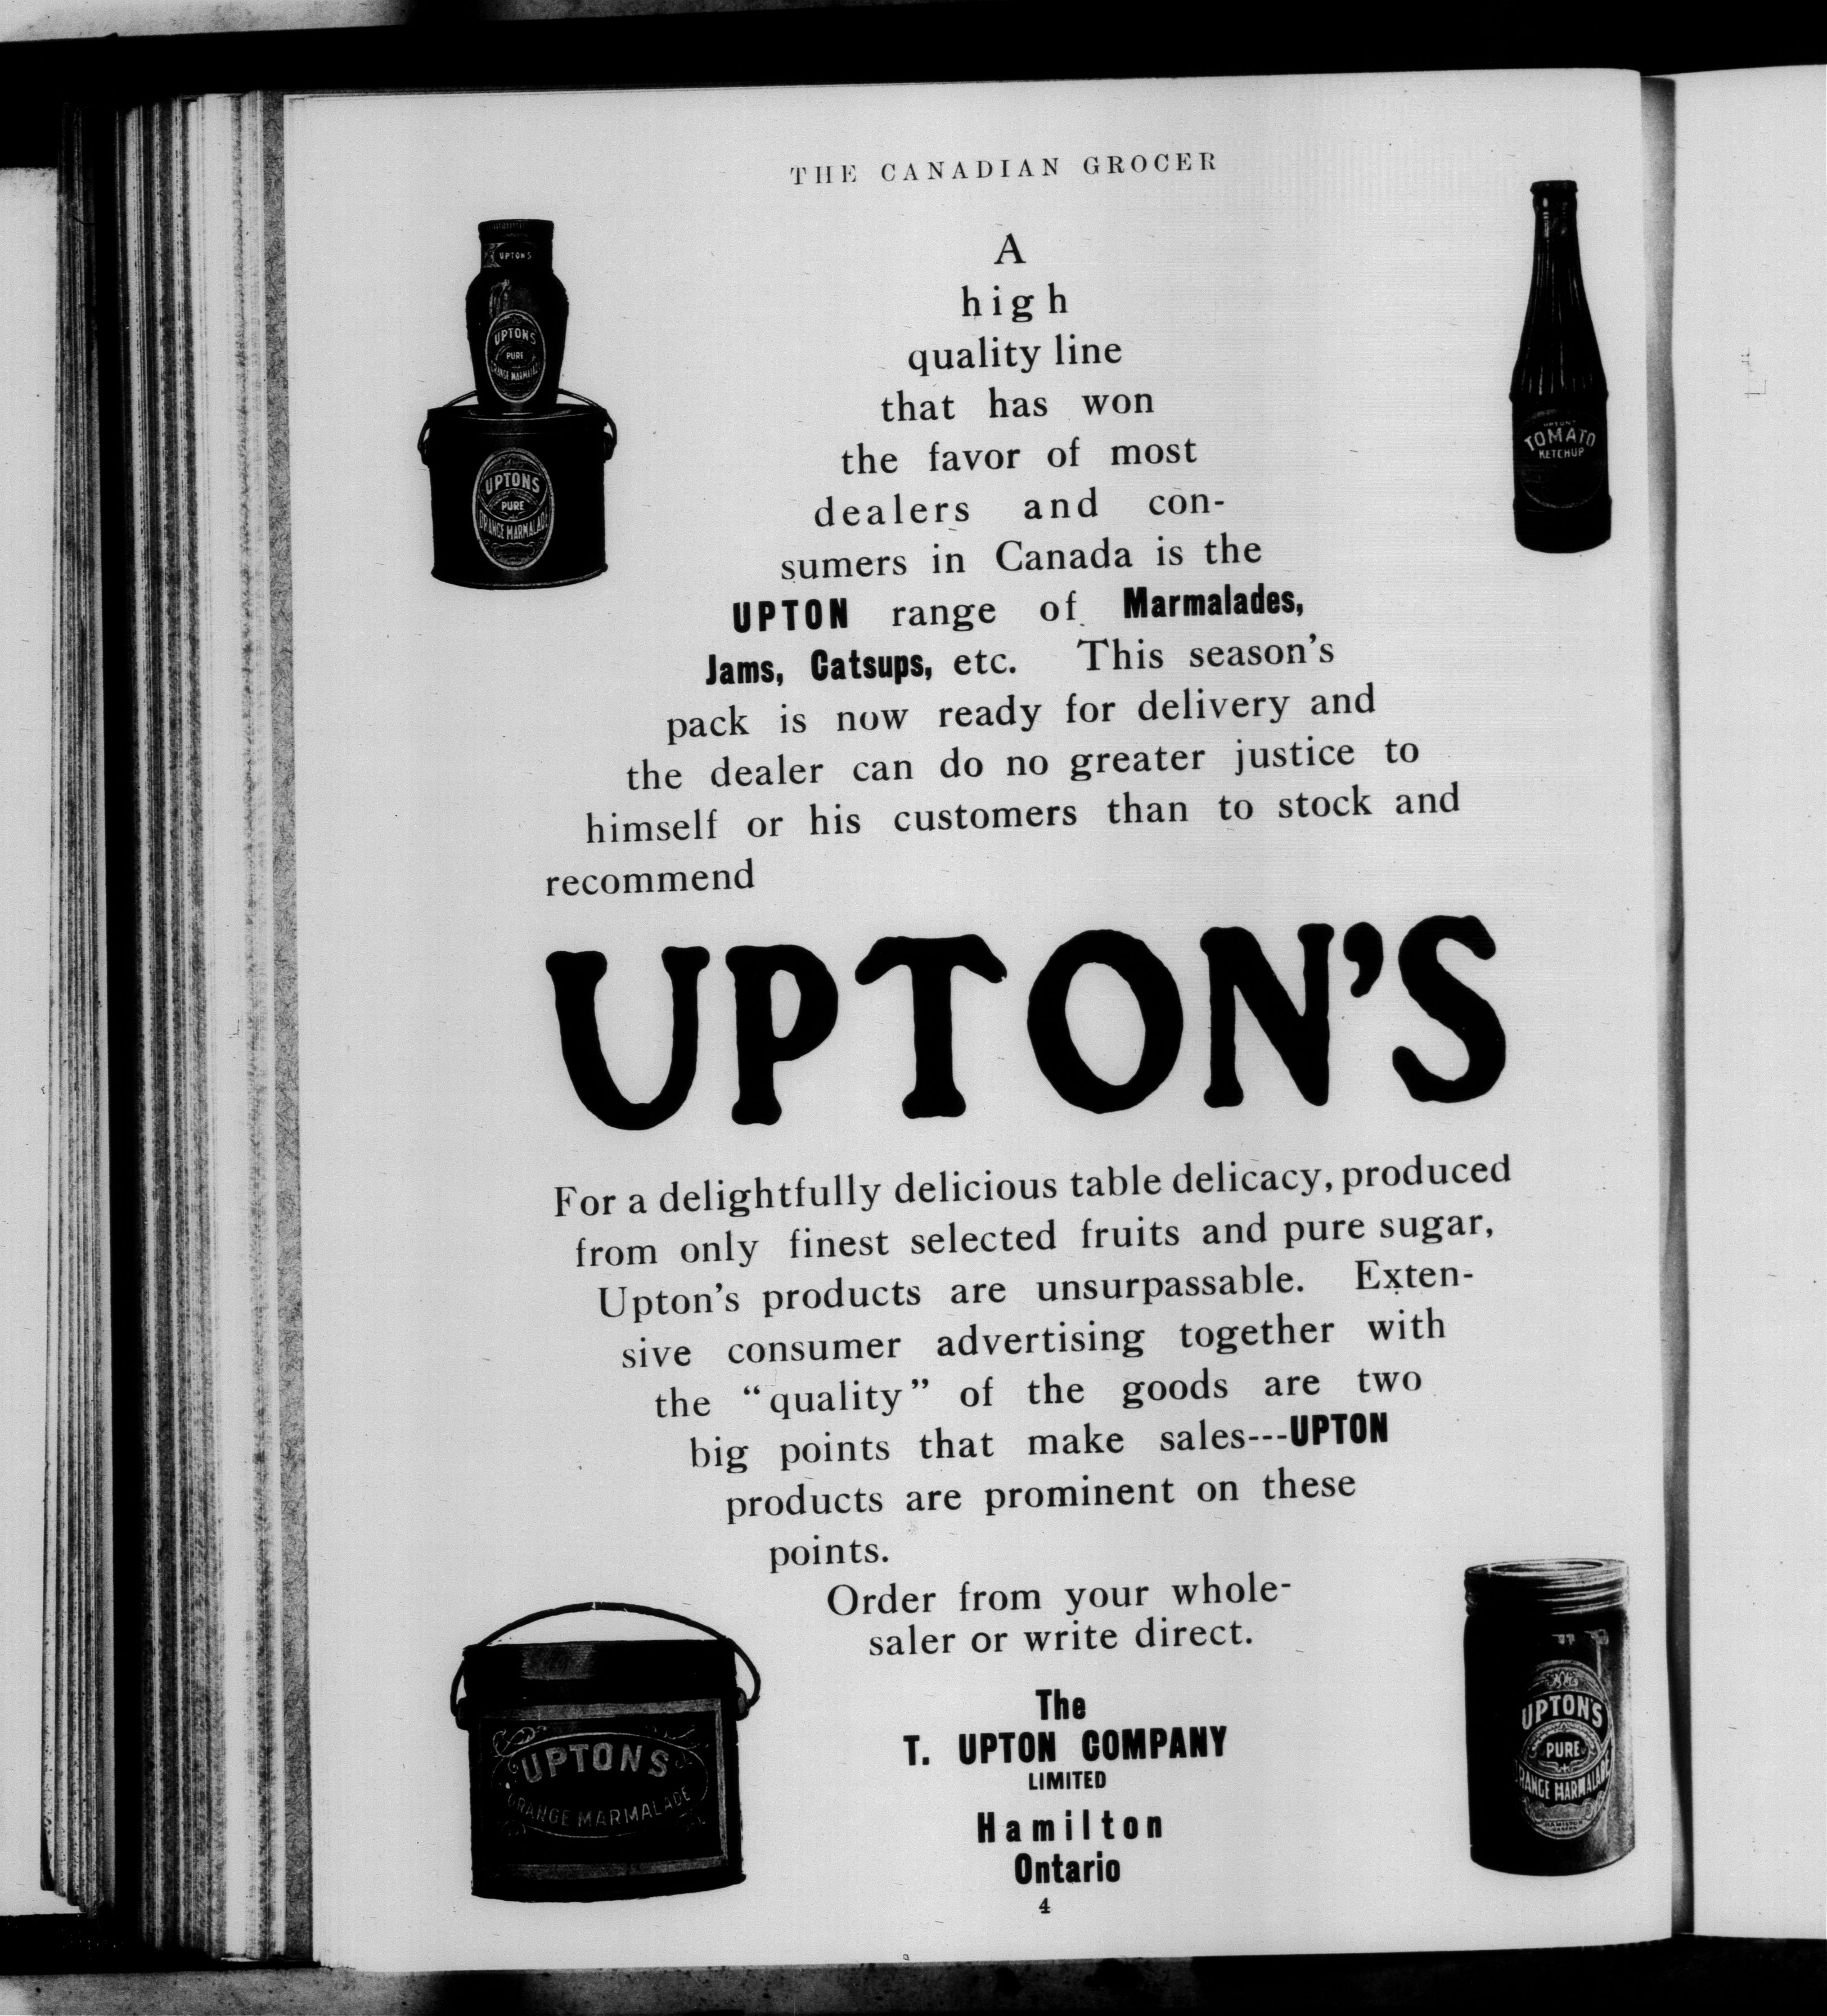 THE CANADIAN GROCER
UPTONS
UPTONS
PURE
ORANGE MARMALADE
UPTONS
PURE
ORANGE MARMALADE
TOMATO
KETCHUP
A
high
quality line
that has won
the favor of most
dealers and con-
sumers in Canada is the
UPTON range of Marmalades,
Jams, Catsups, etc. This season's
pack is now ready for delivery and
the dealer can do no greater justice to
himself or his customers than to stock and
recommend
UPTON'S
For a delightfully delicious table delicacy, produced
from only finest selected fruits and pure sugar,
Upton's products are unsurpassable. Exten-
sive consumer advertising together with
the "quality" of the goods are two
big points that make sales---UPTON
products are prominent on these
points.
Order from your whole-
saler or write direct.
The
T. UPTON COMPANY
LIMITED
Hamilton
Ontario
4
UPTONS
ORANGE MARMALADE
UPTON'S
PURE
ORANGE MARMALADE
HAMILTON